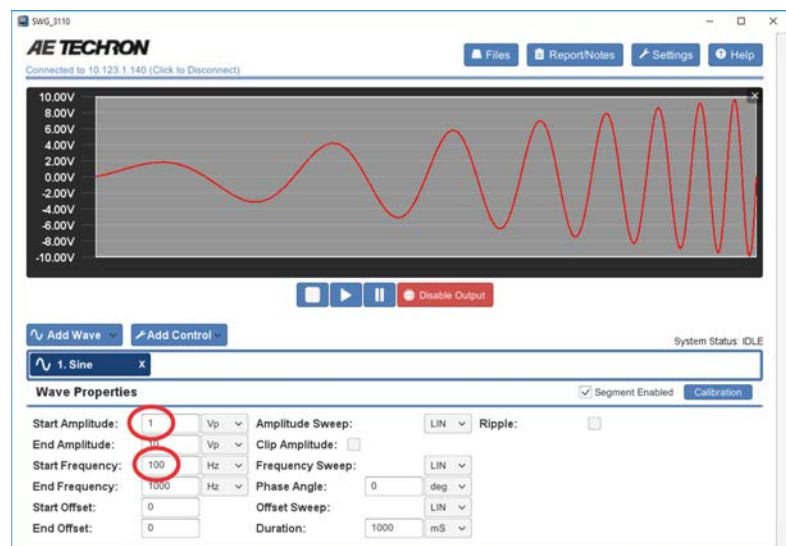 SWG_3110
AE TECHRON
Connected to 10.123.1.140 (Click to Disconnect)
Files
Report/Notes
Settings
Help
10.00V
8.00V
6.00V
4.00V
2.00V
0.00V
-2.00V
-4.00V
-6.00V
-8.00V
-10.00V
Disable Output
Add Wave
Add Control
System Status: IDLE
1. Sine x
Wave Properties
Segment Enabled
Calibration
Start Amplitude: 1 Vp Amplitude Sweep: LIN Ripple:
End Amplitude: 10 Vp Clip Amplitude:
Start Frequency: 100 Hz Frequency Sweep: LIN
End Frequency: 1000 Hz Phase Angle: 0 deg
Start Offset: 0 Offset Sweep: LIN
End Offset: 0 Duration: 1000 mS